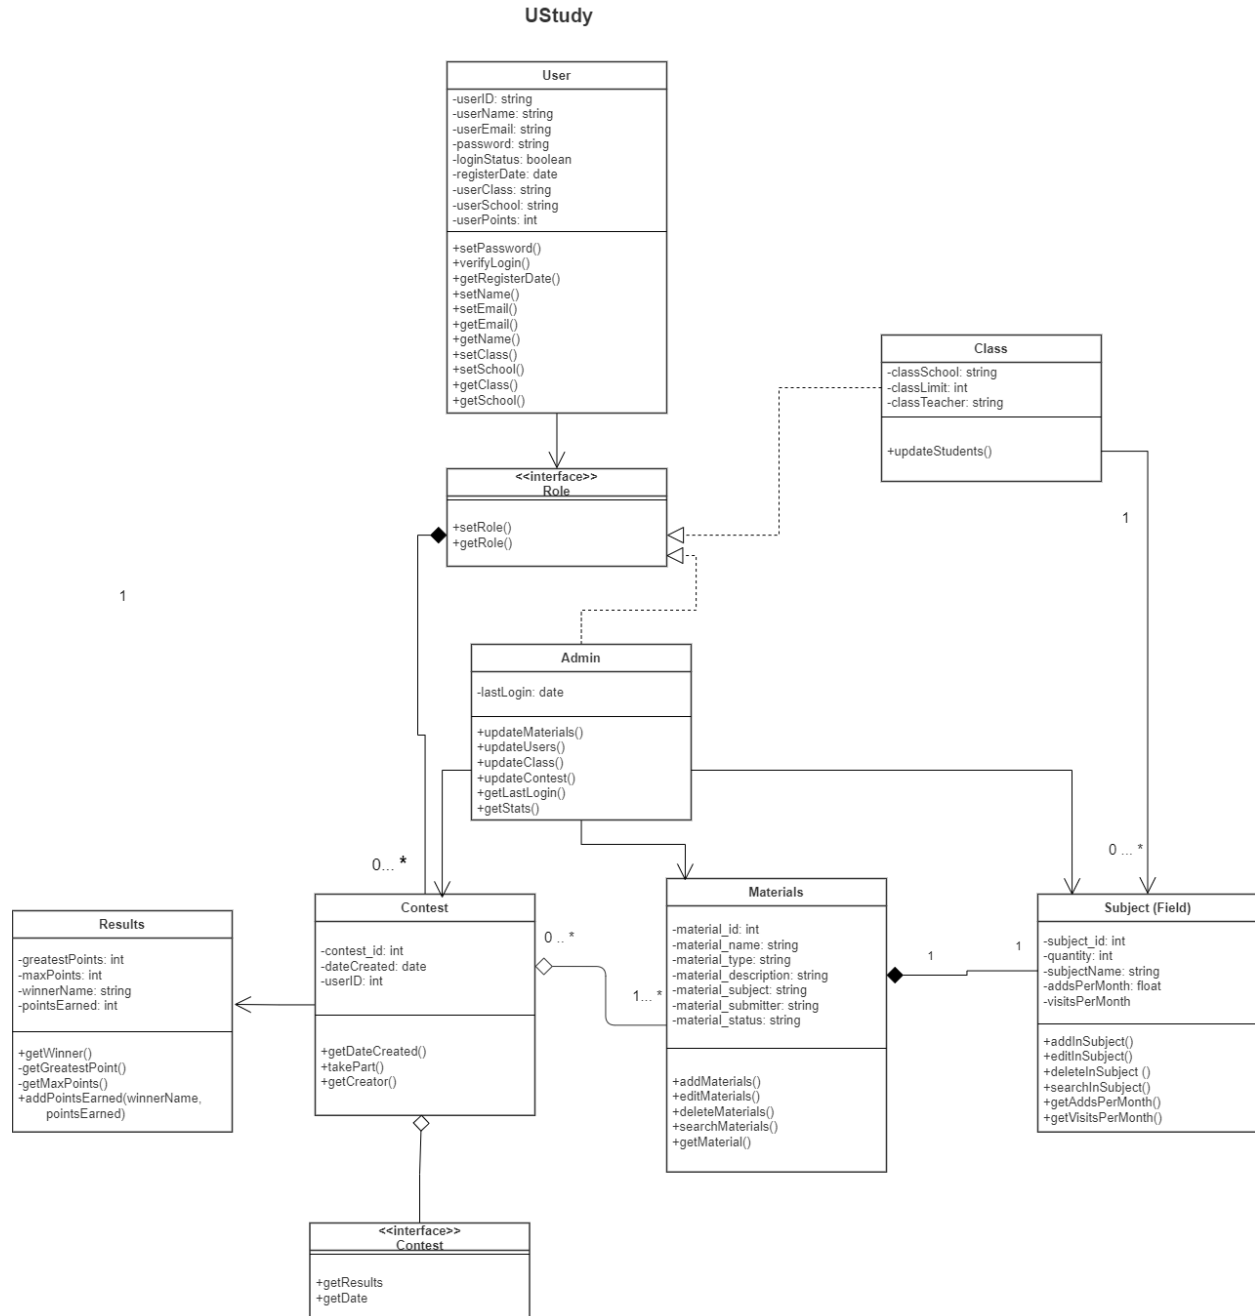 UStudy
User
-userID: string
-userName: string
-userEmail: string
-password: string
-loginStatus: boolean
-registerDate: date
-userClass: string
-userSchool: string
-userPoints: int
+setPassword()
+verifyLogin()
+getRegisterDate()
+setName()
+setEmail()
+getEmail()
+getName()
+setClass()
+setSchool()
+getClass()
+getSchool()
Class
-classSchool: string
-classLimit: int
-classTeacher: string
+updateStudents()
<<interface>>
Role
+setRole()
+getRole()
1
1
Admin
-lastLogin: date
+updateMaterials()
+updateUsers()
+updateClass()
+updateContest()
+getLastLogin()
+getStats()
0... *
0 ... *
Results
-greatestPoints: int
-maxPoints: int
-winnerName: string
-pointsEarned: int
+getWinner()
-getGreatestPoint()
-getMaxPoints()
+addPointsEarned(winnerName,
pointsEarned)
Contest
-contest_id: int
-dateCreated: date
-userID: int
+getDateCreated()
+takePart()
+getCreator()
0 .. *
1... *
Materials
-material_id: int
-material_name: string
-material_type: string
-material_description: string
-material_subject: string
-material_submitter: string
-material_status: string
+addMaterials()
+editMaterials()
+deleteMaterials()
+searchMaterials()
+getMaterial()
1
1
Subject (Field)
-subject_id: int
-quantity: int
-subjectName: string
-addsPerMonth: float
-visitsPerMonth
+addInSubject()
+editInSubject()
+deleteInSubject ()
+searchInSubject()
+getAddsPerMonth()
+getVisitsPerMonth()
<<interface>>
Contest
+getResults
+getDate